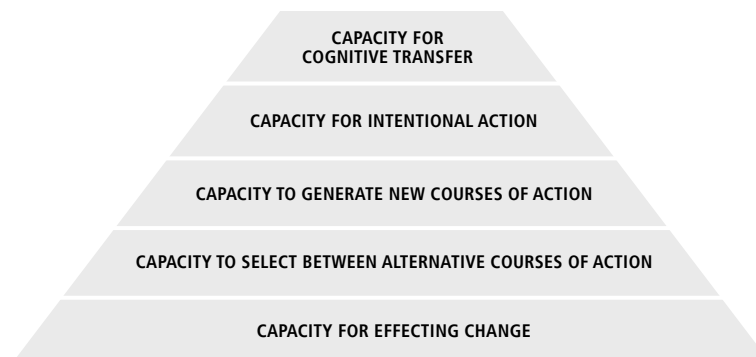 CAPACITY FOR
COGNITIVE TRANSFER
CAPACITY FOR INTENTIONAL ACTION
CAPACITY TO GENERATE NEW COURSES OF ACTION
CAPACITY TO SELECT BETWEEN ALTERNATIVE COURSES OF ACTION
CAPACITY FOR EFFECTING CHANGE